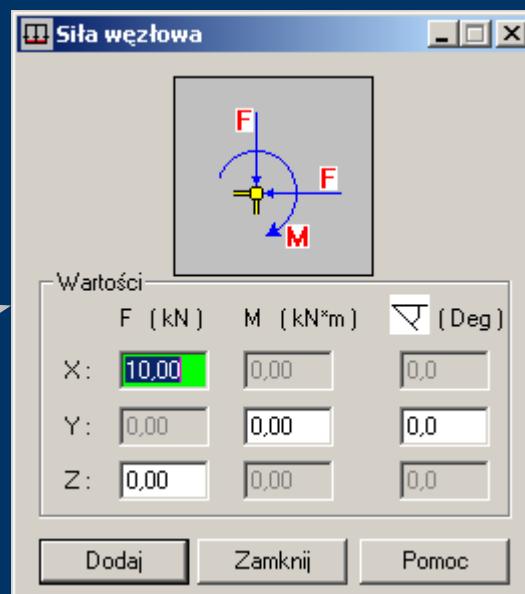 Siła węzłowa
F
F
M
Wartości
F (kN) M (kN*m) (Deg)
X: 10,00 0,00 0,0
Y: 0,00 0,00 0,0
Z: 0,00 0,00 0,0
Dodaj Zamknij Pomoc